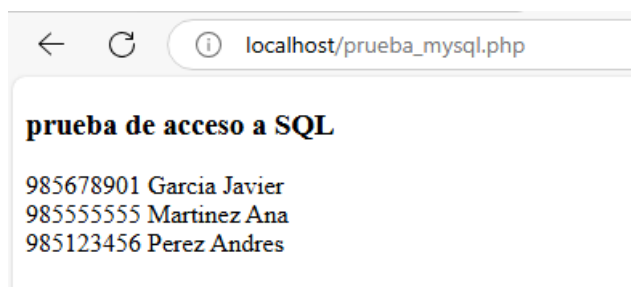 localhost/prueba_mysql.php
prueba de acceso a SQL
985678901 Garcia Javier
985555555 Martinez Ana
985123456 Perez Andres